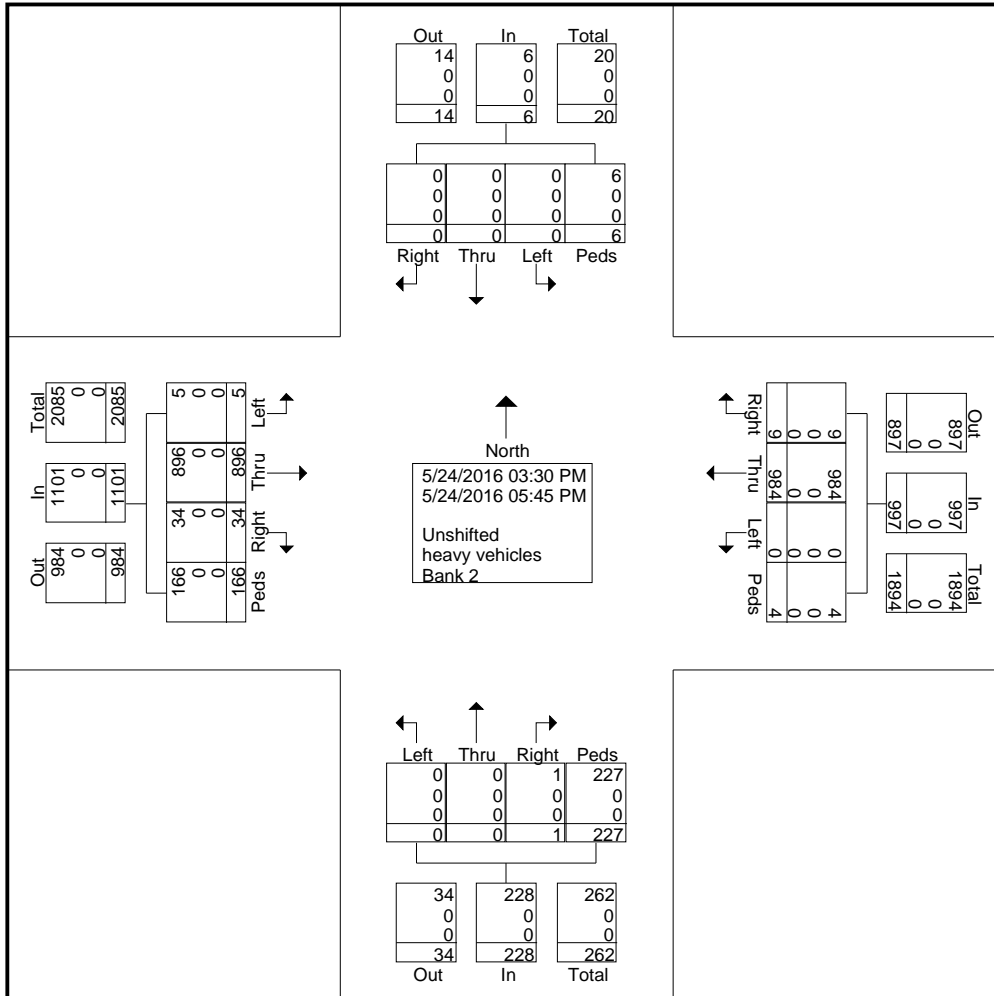 Out In Total
14 6 20
0 0 0
0 0 0
14 6 20
0 0 0 6
0 0 0 0
0 0 0 0
0 0 0 6
Right Thru Left Peds
Total
2085 0 0 2085
In
1101 0 0 1101
Out
984 0 0 984
5 0 0 5
Left
896 0 0 896
Thru
34 0 0 34
Right
166 0 0 166
Peds
North
5/24/2016 03:30 PM
5/24/2016 05:45 PM
Unshifted
heavy vehicles
Bank 2
Right
9 0 0 9
Thru
984 0 0 984
Left
0 0 0 0
Peds
4 0 0 4
Out
897 0 0 897
In
997 0 0 997
Total
1894 0 0 1894
Left Thru Right Peds
0 0 1 227
0 0 0 0
0 0 0 0
0 0 1 227
34 228 262
0 0 0
0 0 0
34 228 262
Out In Total